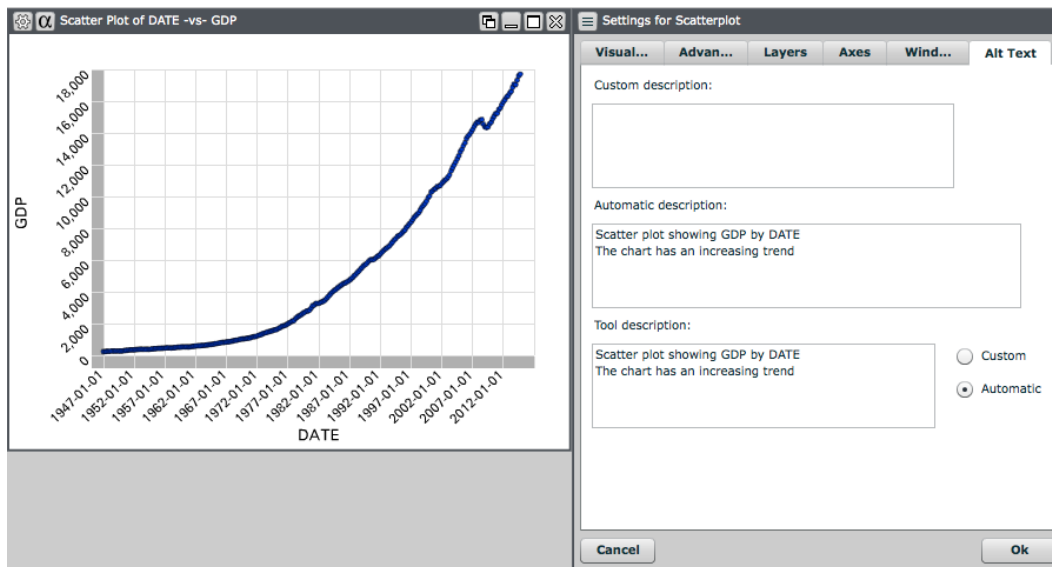 α Scatter Plot of DATE -vs- GDP
18,000
16,000
14,000
12,000
10,000
8,000
6,000
4,000
2,000
0
GDP
1947-01-01
1952-01-01
1957-01-01
1962-01-01
1967-01-01
1972-01-01
1977-01-01
1982-01-01
1987-01-01
1992-01-01
1997-01-01
2002-01-01
2007-01-01
2012-01-01
DATE
Settings for Scatterplot
Visual...
Advan...
Layers
Axes
Wind...
Alt Text
Custom description:
Automatic description:
Scatter plot showing GDP by DATE
The chart has an increasing trend
Tool description:
Scatter plot showing GDP by DATE
The chart has an increasing trend
Custom
Automatic
Cancel
Ok